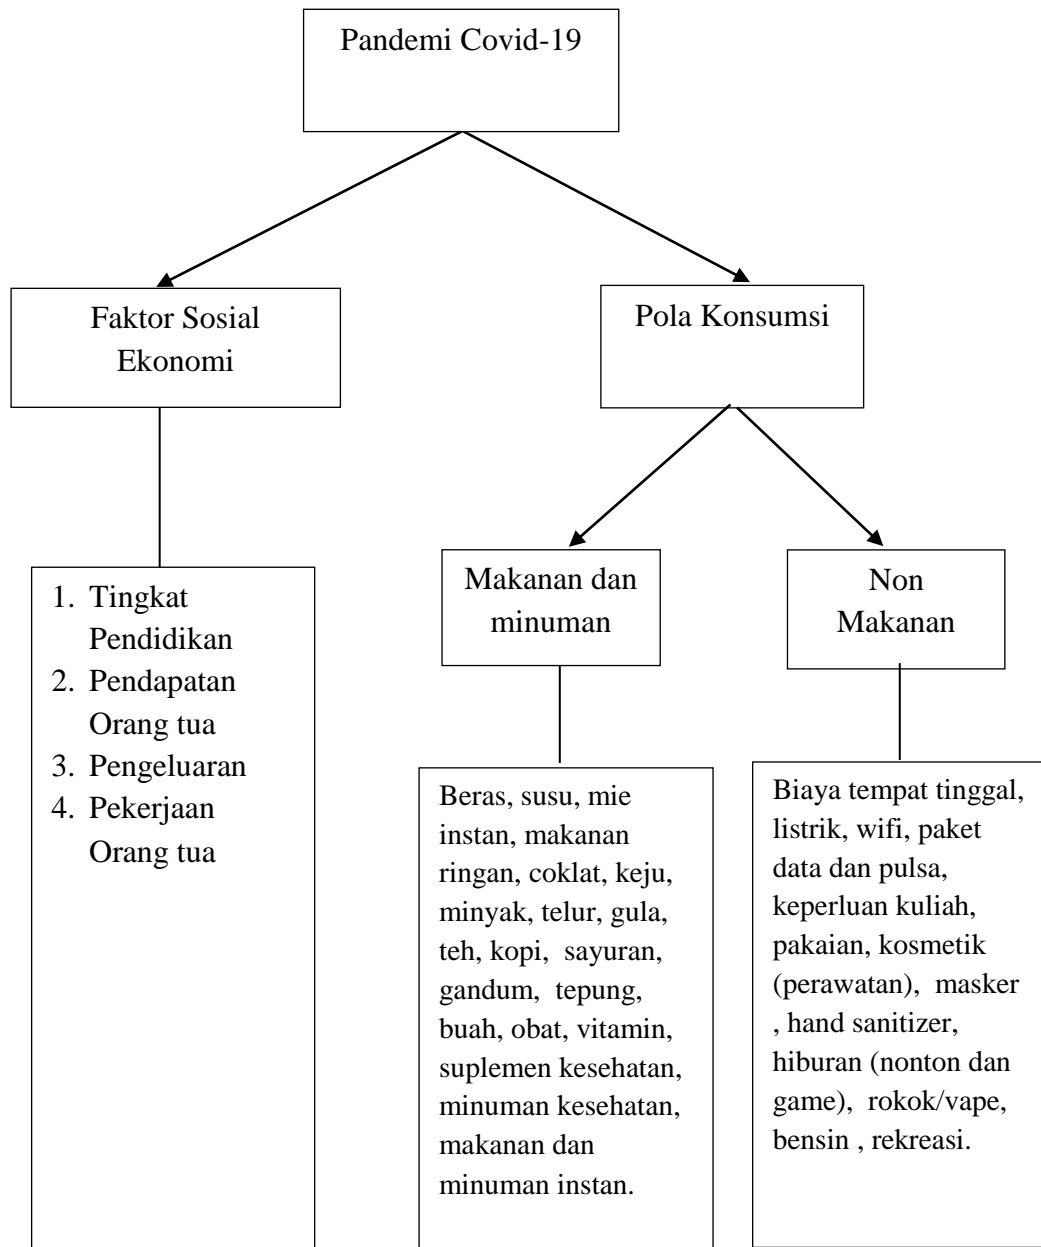 Pandemi Covid-19
Faktor Sosial
Ekonomi
Pola Konsumsi
1. Tingkat
Pendidikan
2. Pendapatan
Orang tua
3. Pengeluaran
4. Pekerjaan
Orang tua
Makanan dan
minuman
Non
Makanan
Beras, susu, mie
instan, makanan
ringan, coklat, keju,
minyak, telur, gula,
teh, kopi, sayuran,
gandum, tepung,
buah, obat, vitamin,
suplemen kesehatan,
minuman kesehatan,
makanan dan
minuman instan.
Biaya tempat tinggal,
listrik, wifi, paket
data dan pulsa,
keperluan kuliah,
pakaian, kosmetik
(perawatan), masker
, hand sanitizer,
hiburan (nonton dan
game), rokok/vape,
bensin , rekreasi.